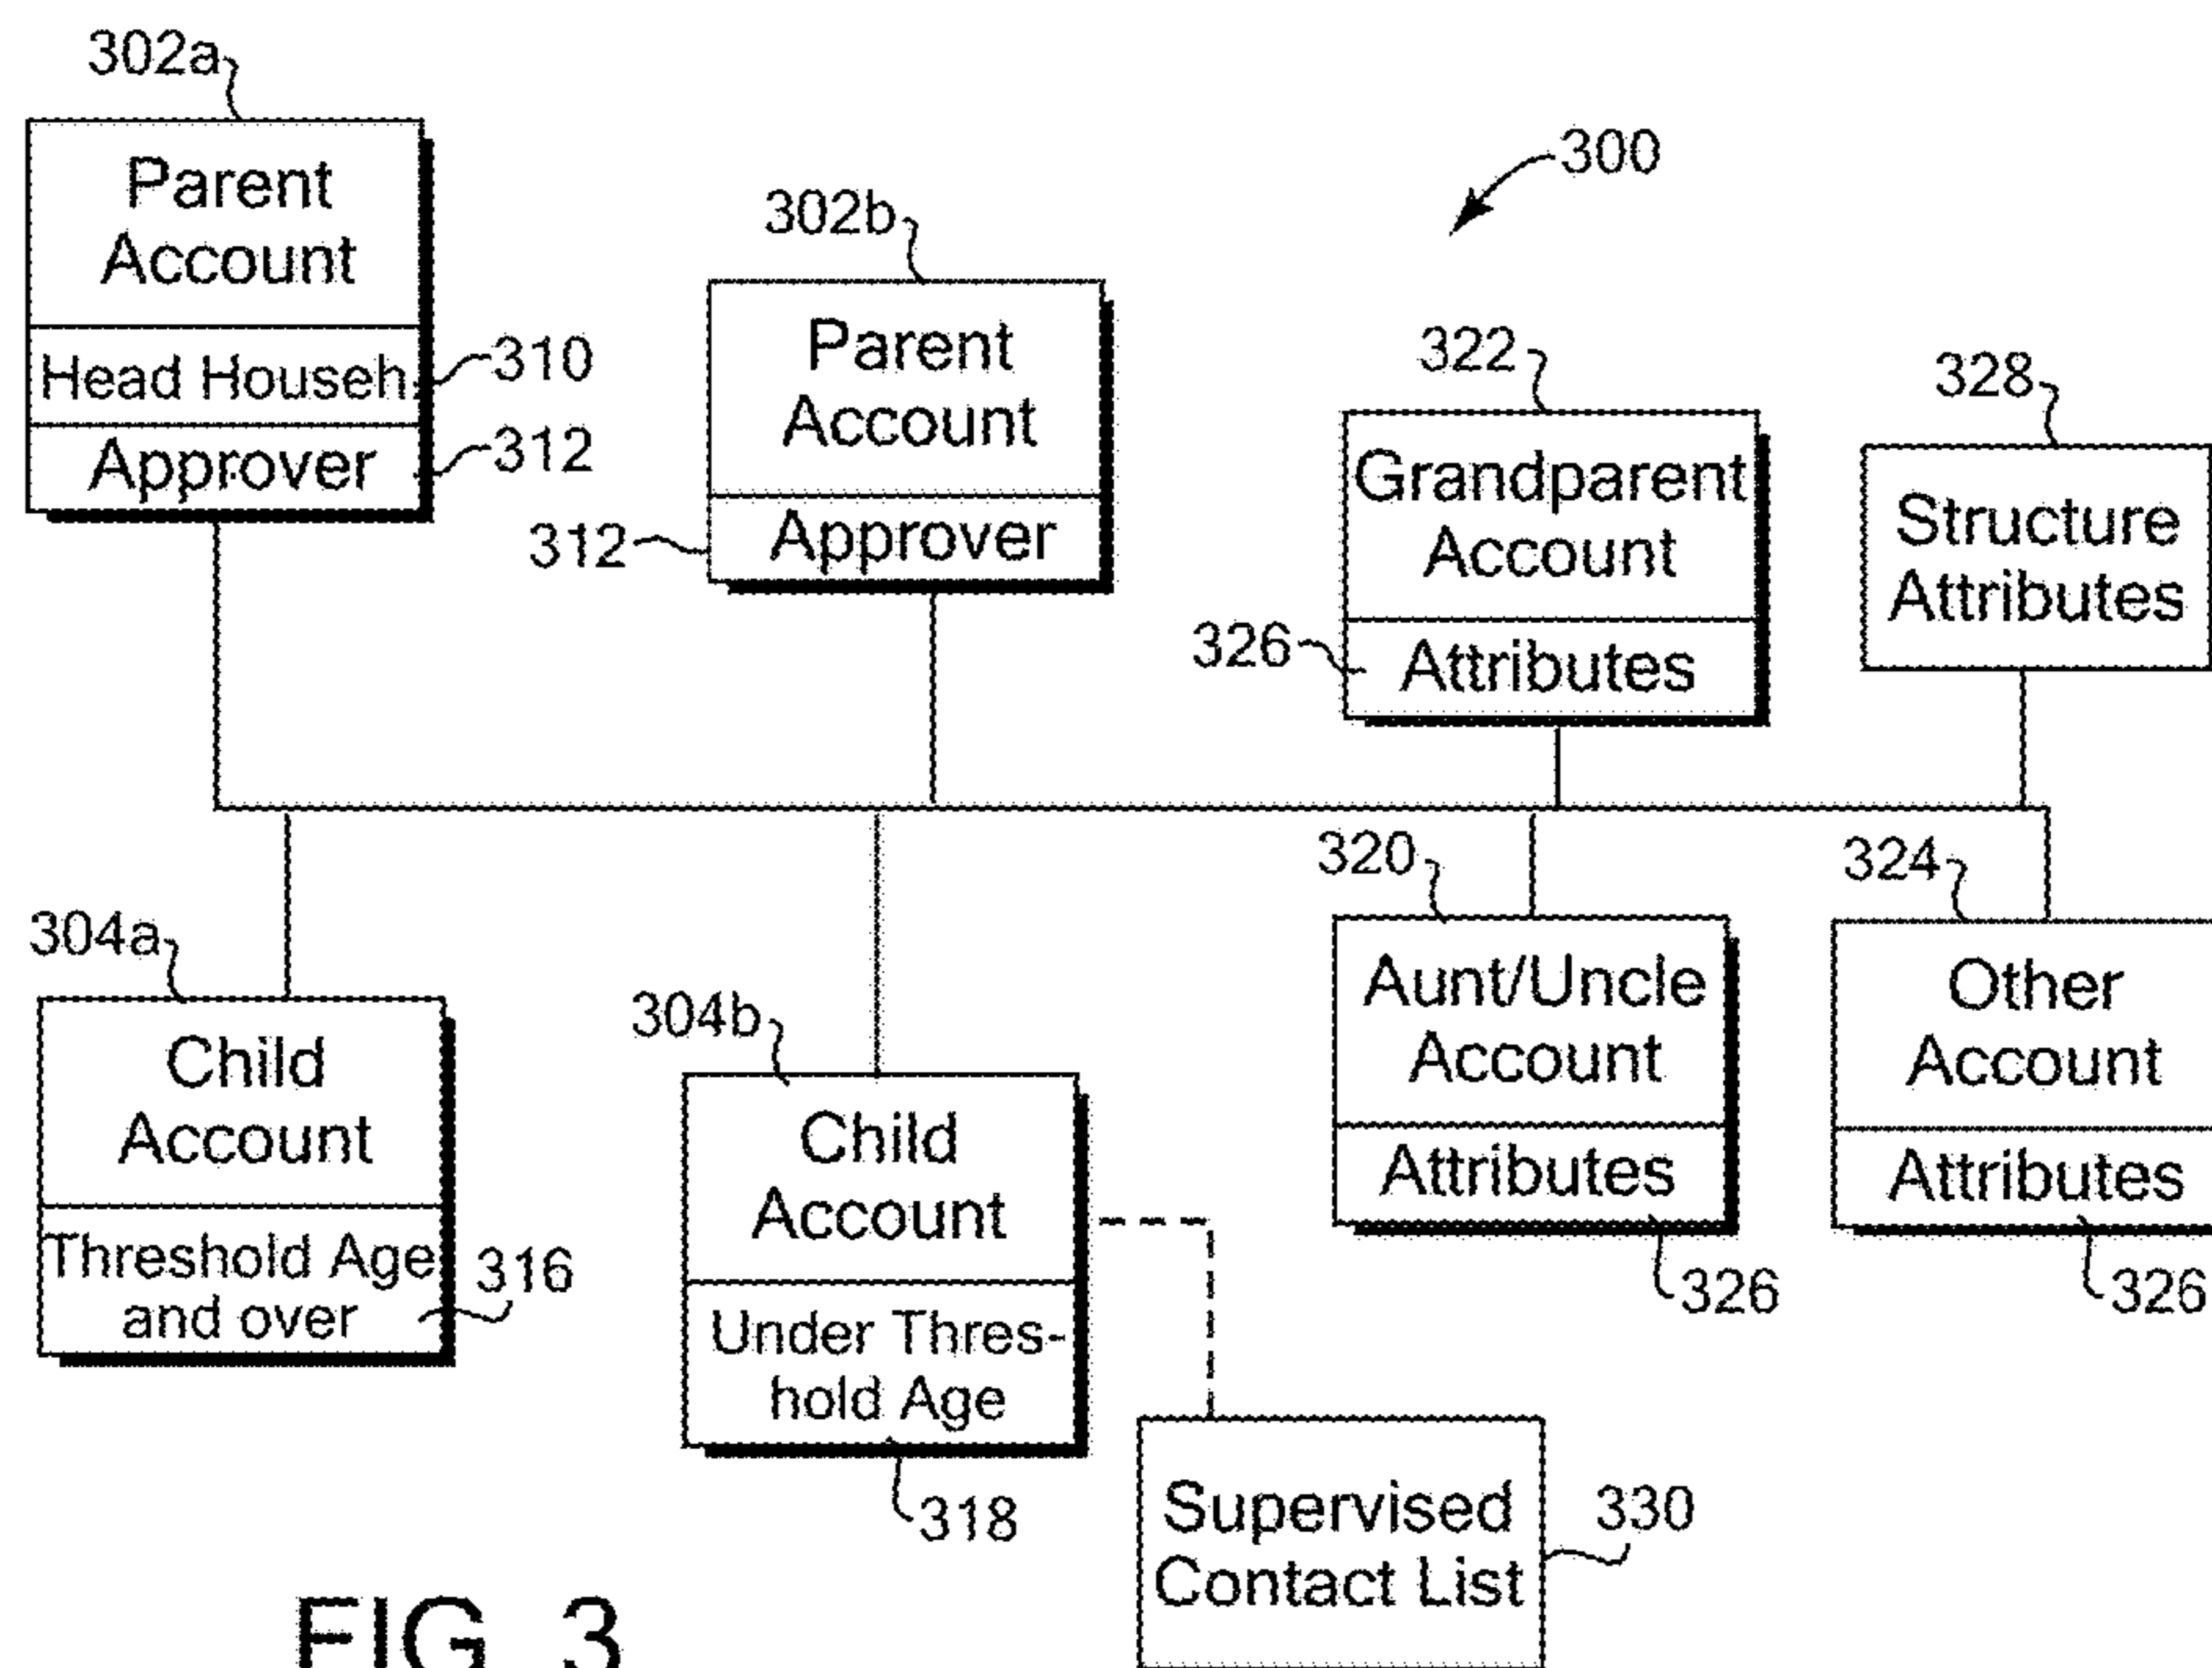 302a
Parent
Account
Head Househ.
310
Approver
312
302b
Parent
Account
312
Approver
300
322
Grandparent
Account
326
Attributes
328
Structure
Attributes
304a
Child
Account
Threshold Age
and over
316
304b
Child
Account
Under Thres-
hold Age
318
320
Aunt/Uncle
Account
Attributes
326
324
Other
Account
Attributes
326
Supervised
Contact List
330
FIG. 3